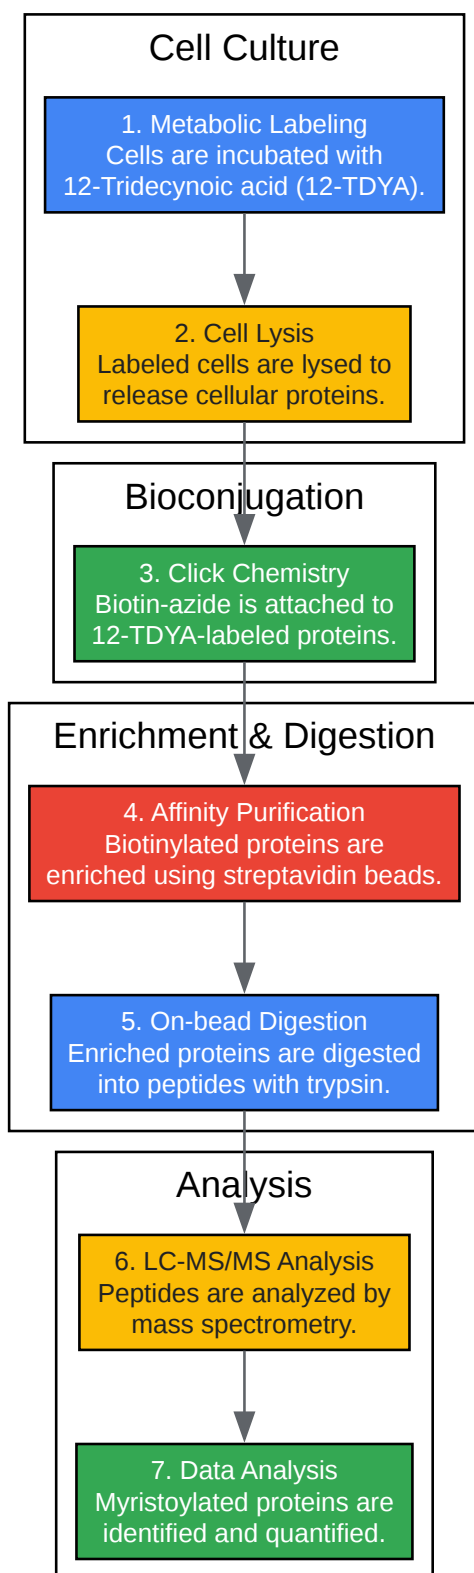 Cell Culture
1. Metabolic Labeling
Cells are incubated with
12-Tridecynoic acid (12-TDYA).
2. Cell Lysis
Labeled cells are lysed to
release cellular proteins.
Bioconjugation
3. Click Chemistry
Biotin-azide is attached to
12-TDYA-labeled proteins.
Enrichment & Digestion
4. Affinity Purification
Biotinylated proteins are
enriched using streptavidin beads.
5. On-bead Digestion
Enriched proteins are digested
into peptides with trypsin.
Analysis
6. LC-MS/MS Analysis
Peptides are analyzed by
mass spectrometry.
7. Data Analysis
Myristoylated proteins are
identified and quantified.